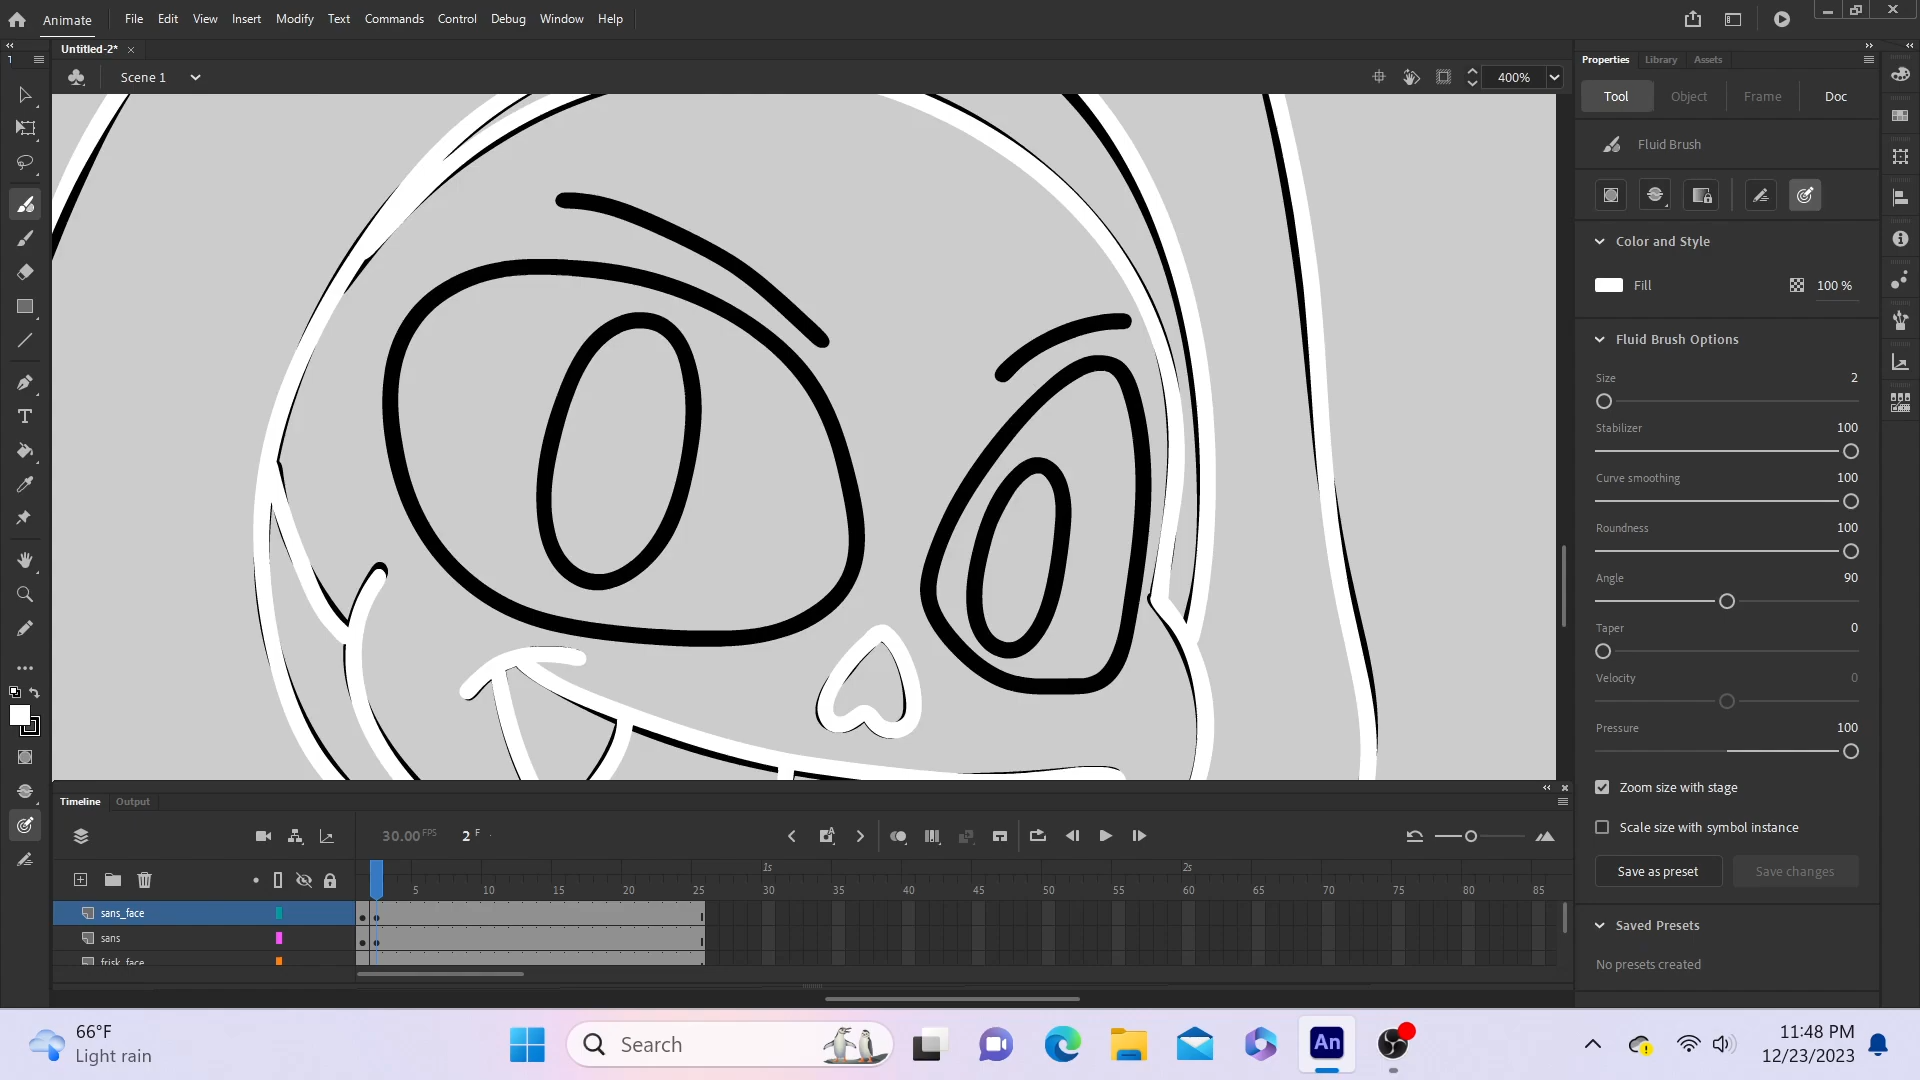 Animate File Edit View Insert Modify Text Commands Control Debug Window Help
Untitled-2*
Scene 1
400%
Properties Library Assets
Tool Object Frame Doc
Fluid Brush
Color and Style
Fill 100 %
Fluid Brush Options
Size 2
Stabilizer 100
Curve smoothing 100
Roundness 100
Angle 90
Taper 0
Velocity 0
Pressure 100
Zoom size with stage
Scale size with symbol instance
Save as preset Save changes
Saved Presets
No presets created
Timeline Output
30.00 FPS 2 F
1s 2s
5 10 15 20 25 30 35 40 45 50 55 60 65 70 75 80 85
sans_face
sans
frisk_face
66°F
Light rain
Search
An
11:48 PM
12/23/2023